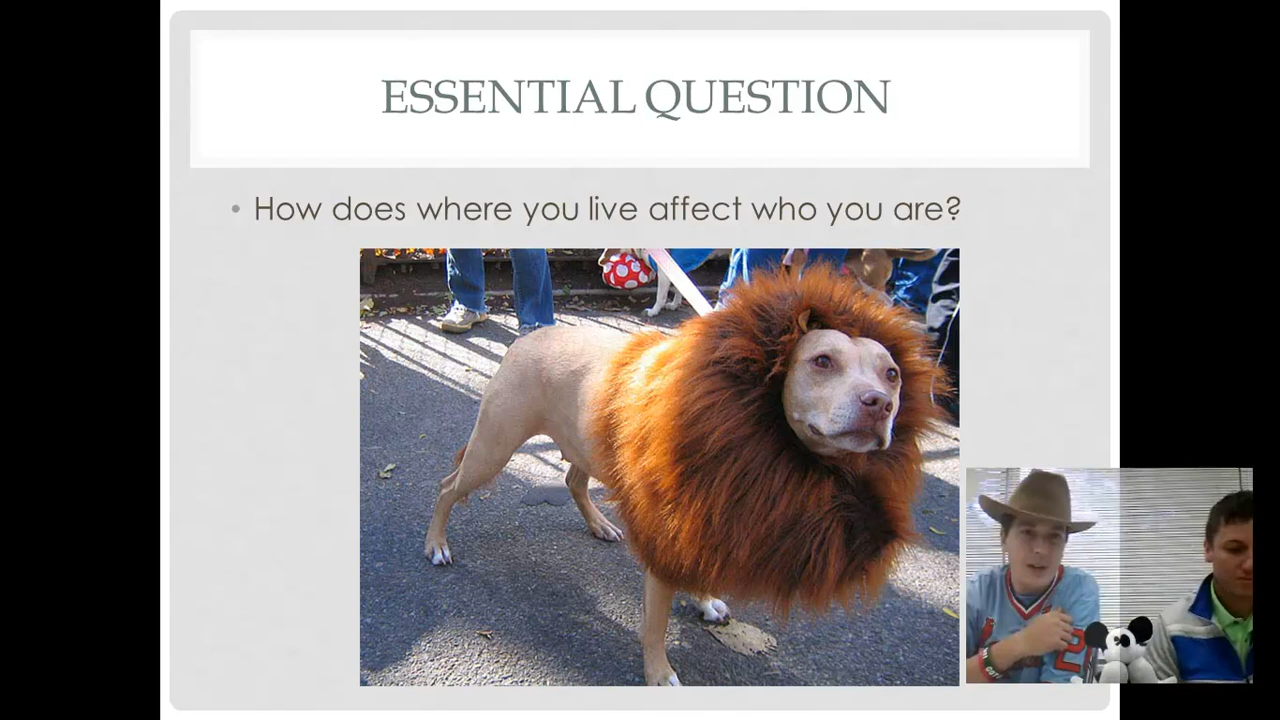 ESSENTIAL QUESTION
• How does where you live affect who you are?